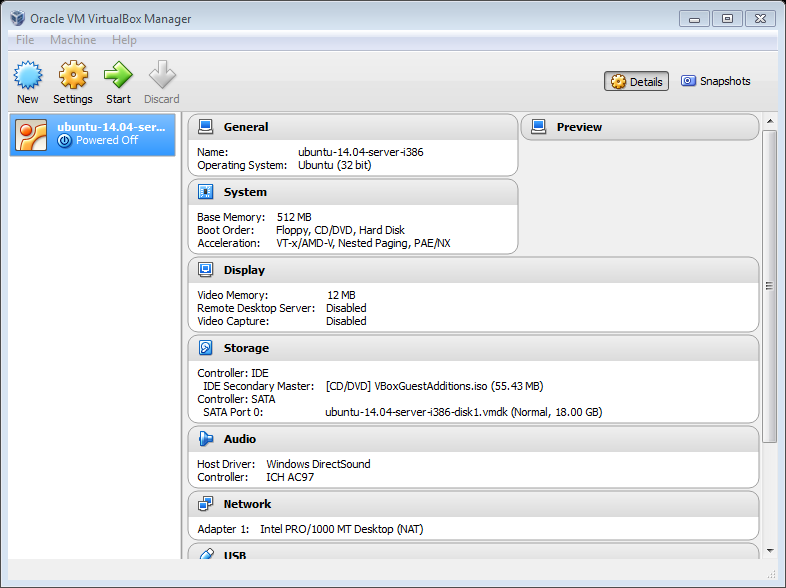 Oracle VM VirtualBox Manager
File Machine Help
New Settings Start Discard
Details Snapshots
ubuntu-14.04-ser...
Powered Off
General
Name: ubuntu-14.04-server-i386
Operating System: Ubuntu (32 bit)
Preview
System
Base Memory: 512 MB
Boot Order: Floppy, CD/DVD, Hard Disk
Acceleration: VT-x/AMD-V, Nested Paging, PAE/NX
Display
Video Memory: 12 MB
Remote Desktop Server: Disabled
Video Capture: Disabled
Storage
Controller: IDE
IDE Secondary Master: [CD/DVD] VBoxGuestAdditions.iso (55.43 MB)
Controller: SATA
SATA Port 0: ubuntu-14.04-server-i386-disk1.vmdk (Normal, 18.00 GB)
Audio
Host Driver: Windows DirectSound
Controller: ICH AC97
Network
Adapter 1: Intel PRO/1000 MT Desktop (NAT)
USB